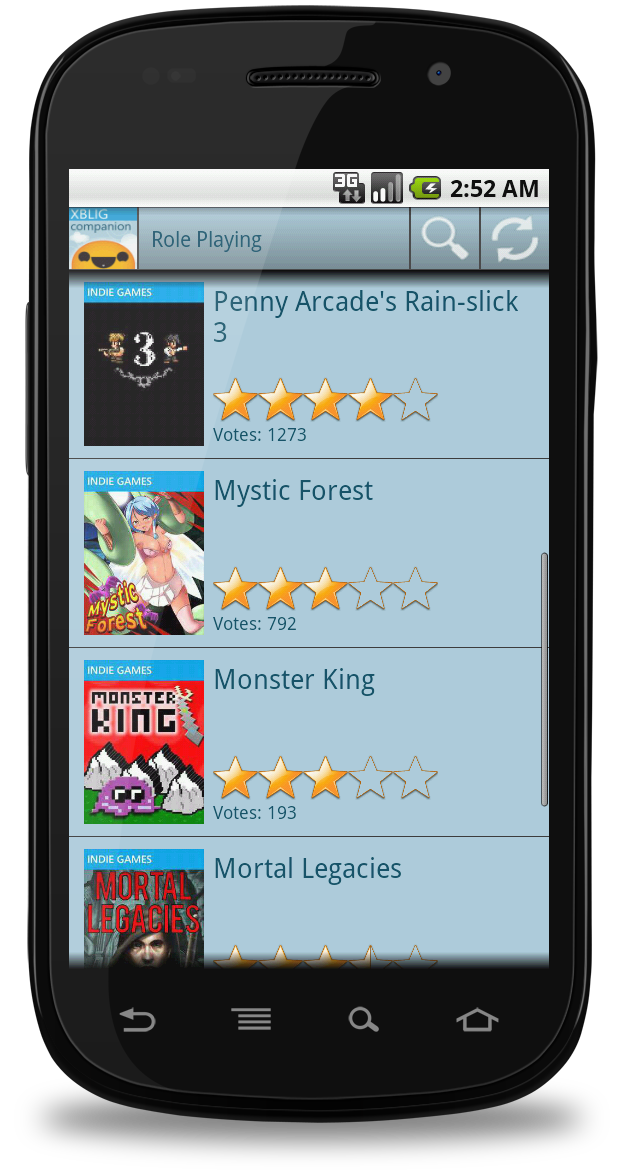 3G
2:52 AM
XBLIG
companion
Role Playing
INDIE GAMES
3
Penny Arcade's Rain-slick
3
Votes: 1273
INDIE GAMES
Mystic
Forest
Mystic Forest
Votes: 792
INDIE GAMES
MONSTER
KING
Monster King
Votes: 193
INDIE GAMES
MORTAL
LEGACIES
Mortal Legacies